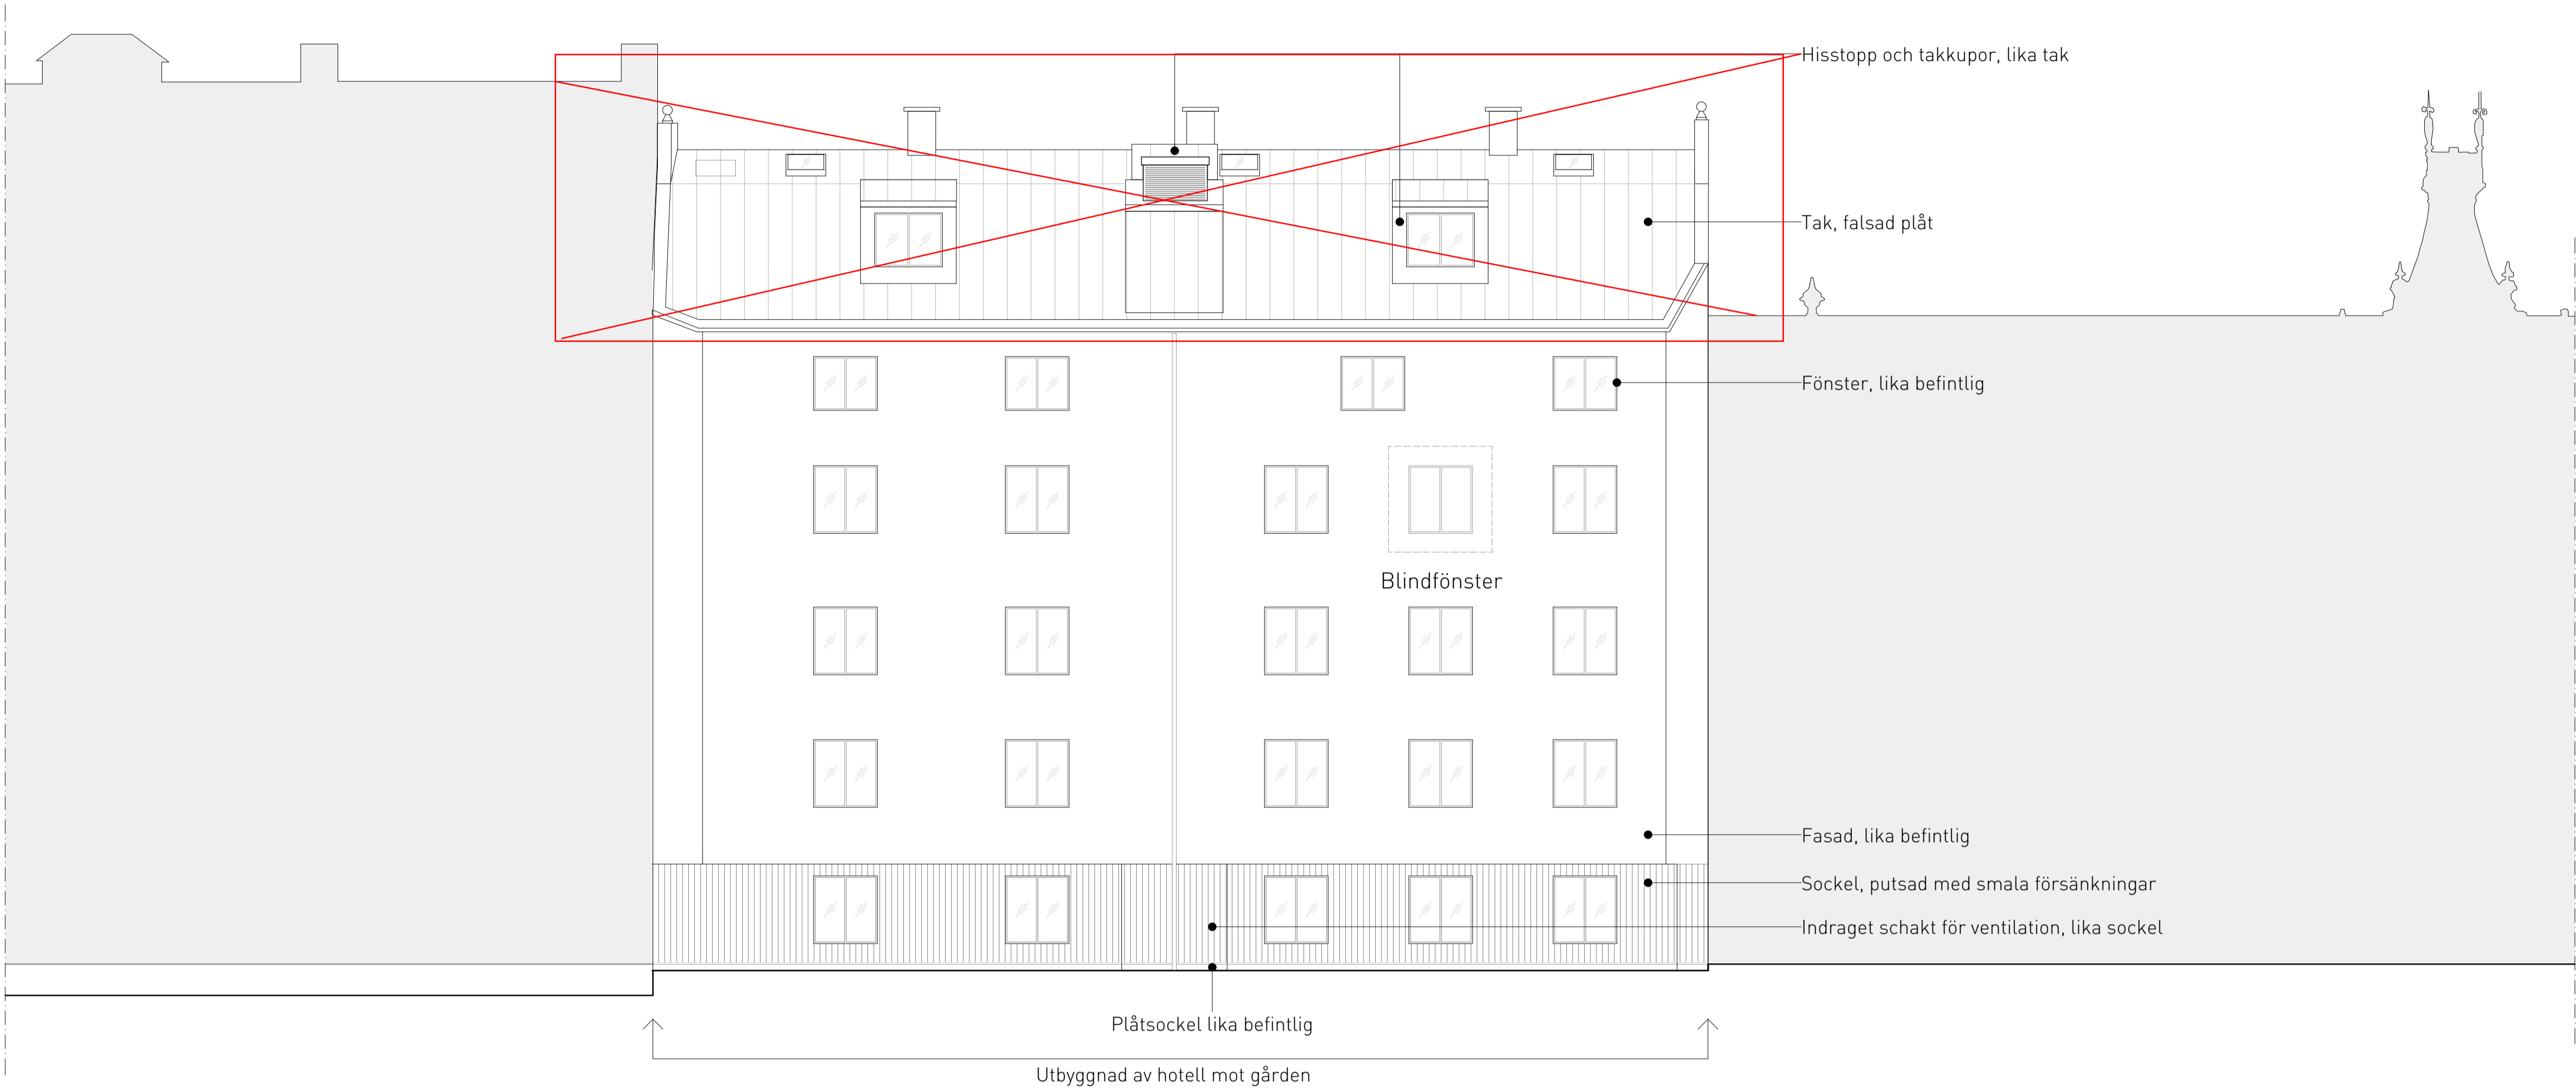 Hisstopp och takkupor, lika tak
Tak, falsad plåt
Fönster, lika befintlig
Blindfönster
Fasad, lika befintlig
Sockel, putsad med smala försänkningar
Indraget schakt för ventilation, lika sockel
Plåtsockel lika befintlig
Utbyggnad av hotell mot gården